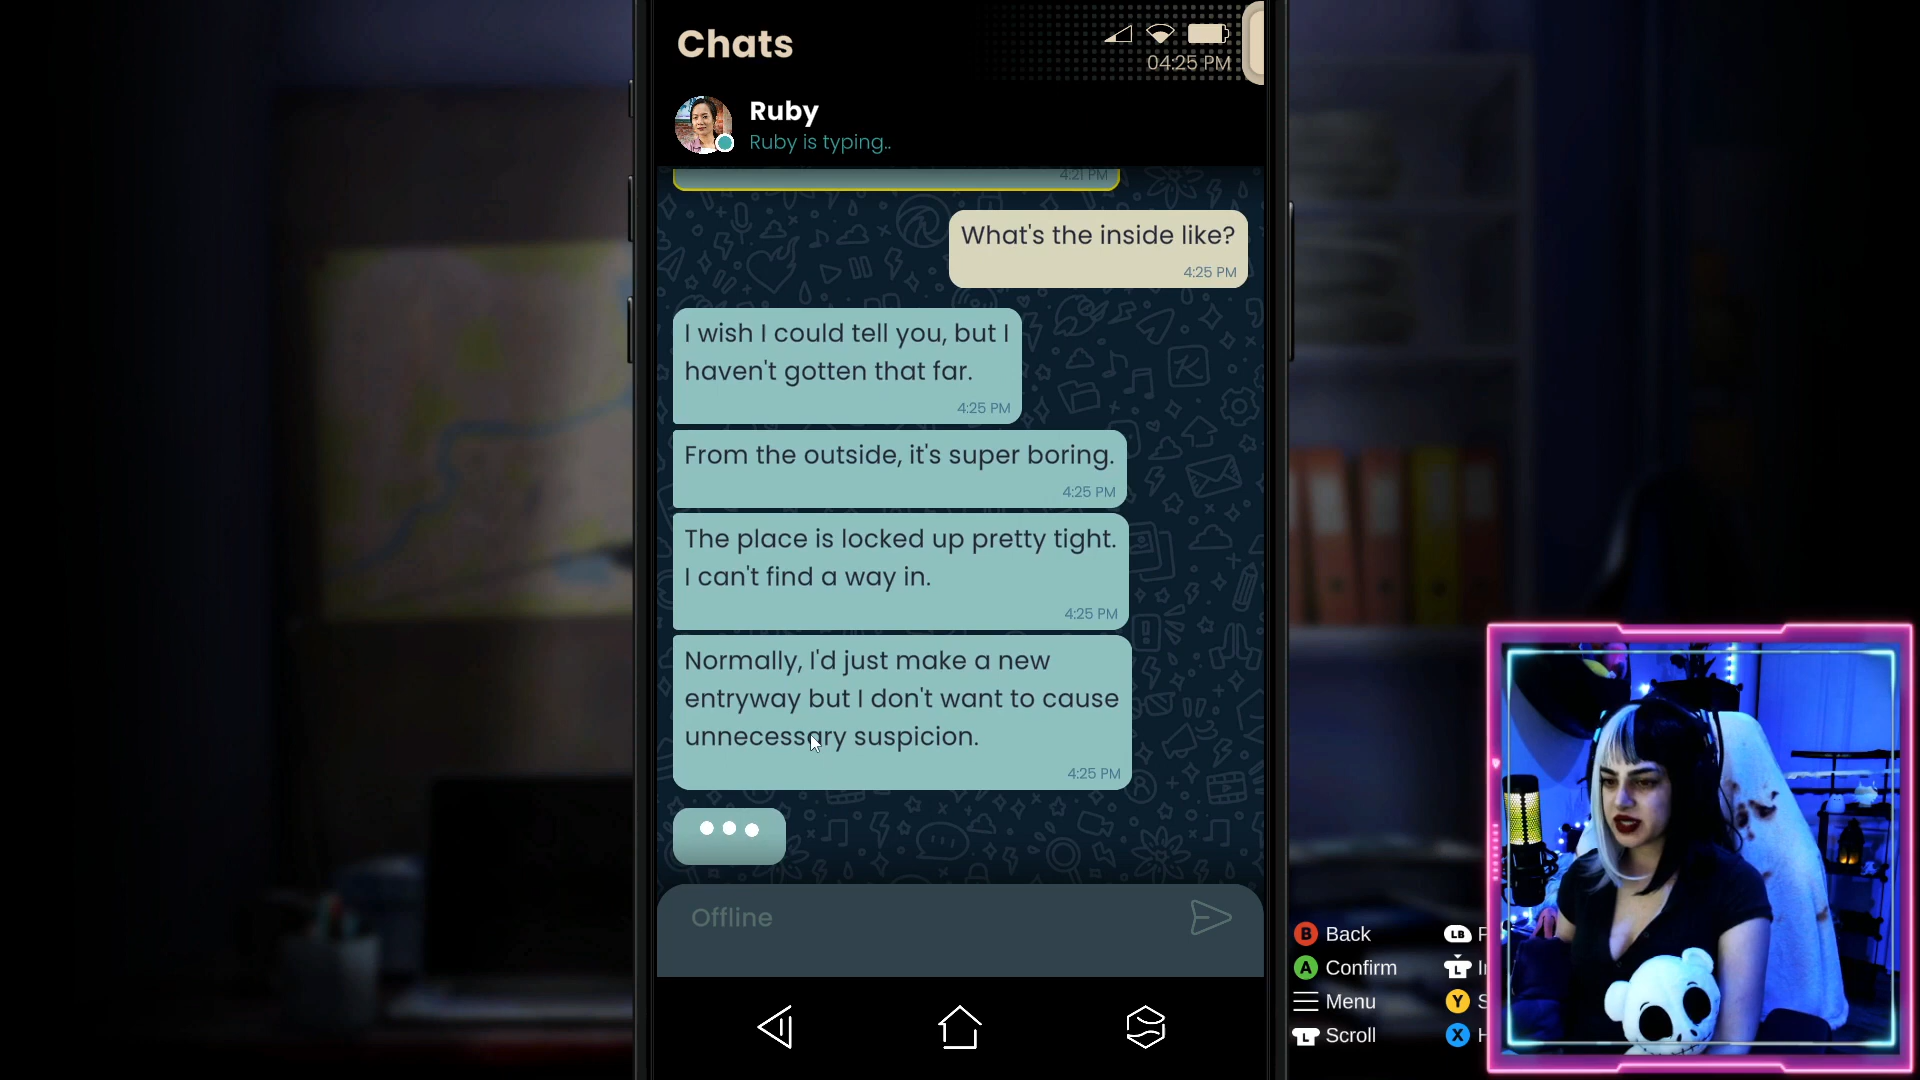 Chats
04:25 PM
Ruby
Ruby is typing..
4:21 PM
What's the inside like?
4:25 PM
I wish I could tell you, but I
haven't gotten that far.
4:25 PM
From the outside, it's super boring.
4:25 PM
The place is locked up pretty tight.
I can't find a way in.
4:25 PM
Normally, I'd just make a new
entryway but I don't want to cause
unnecessary suspicion.
4:25 PM
Offline
B Back
LB
A Confirm
L
Menu
Y
L Scroll
X